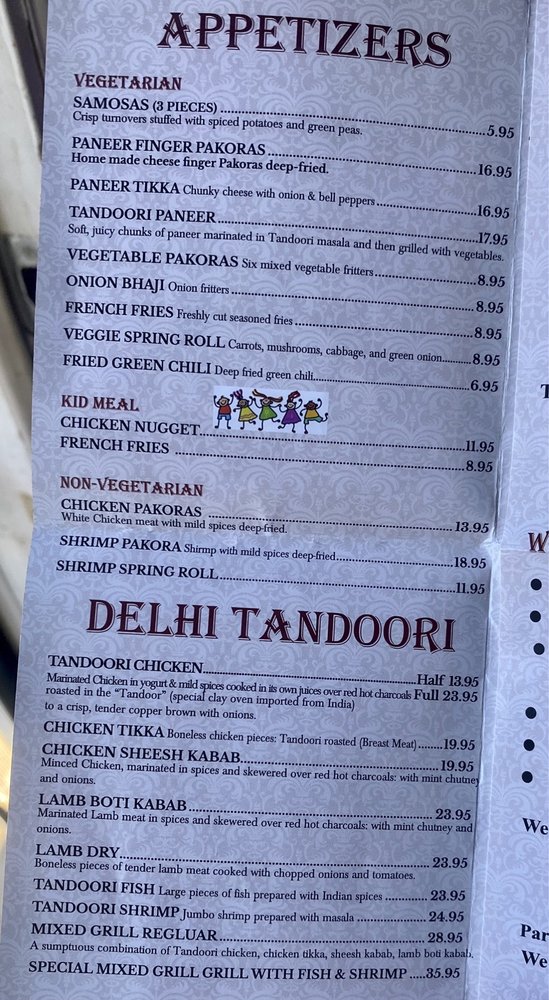 APPETIZERS
VEGETARIAN
SAMOSAS (3 PIECES) 5.95
Crisp turnovers stuffed with spiced potatoes and green peas.
PANEER FINGER PAKORAS 16.95
Home made cheese finger Pakoras deep-fried.
PANEER TIKKA Chunky cheese with onion & bell peppers 16.95
TANDOORI PANEER 17.95
Soft, juicy chunks of paneer marinated in Tandoori masala and then grilled with vegetables.
VEGETABLE PAKORAS Six mixed vegetable fritters 8.95
ONION BHAJI Onion fritters 8.95
FRENCH FRIES Freshly cut seasoned fries 8.95
VEGGIE SPRING ROLL Carrots, mushrooms, cabbage, and green onion 8.95
FRIED GREEN CHILI Deep fried green chili 6.95
KID MEAL
CHICKEN NUGGET 11.95
FRENCH FRIES 8.95
NON-VEGETARIAN
CHICKEN PAKORAS 13.95
White Chicken meat with mild spices deep-fried.
SHRIMP PAKORA Shirmp with mild spices deep-fried 18.95
SHRIMP SPRING ROLL 11.95
DELHI TANDOORI
TANDOORI CHICKEN Half 13.95
Marinated Chicken in yogurt & mild spices cooked in its own juices over red hot charcoals Full 23.95
roasted in the "Tandoor" (special clay oven imported from India)
to a crisp, tender copper brown with onions.
CHICKEN TIKKA Boneless chicken pieces: Tandoori roasted (Breast Meat) 19.95
CHICKEN SHEESH KABAB 19.95
Minced Chicken, marinated in spices and skewered over red hot charcoals: with mint chutney
and onions.
LAMB BOTI KABAB 23.95
Marinated Lamb meat in spices and skewered over red hot charcoals: with mint chutney and
onions.
LAMB DRY 23.95
Boneless pieces of tender lamb meat cooked with chopped onions and tomatoes.
TANDOORI FISH Large pieces of fish prepared with Indian spices 23.95
TANDOORI SHRIMP Jumbo shrimp prepared with masala 24.95
MIXED GRILL REGLUAR 28.95
A sumptuous combination of Tandoori chicken, chicken tikka, sheesh kabab, lamb boti kabab.
SPECIAL MIXED GRILL GRILL WITH FISH & SHRIMP 35.95
We
We